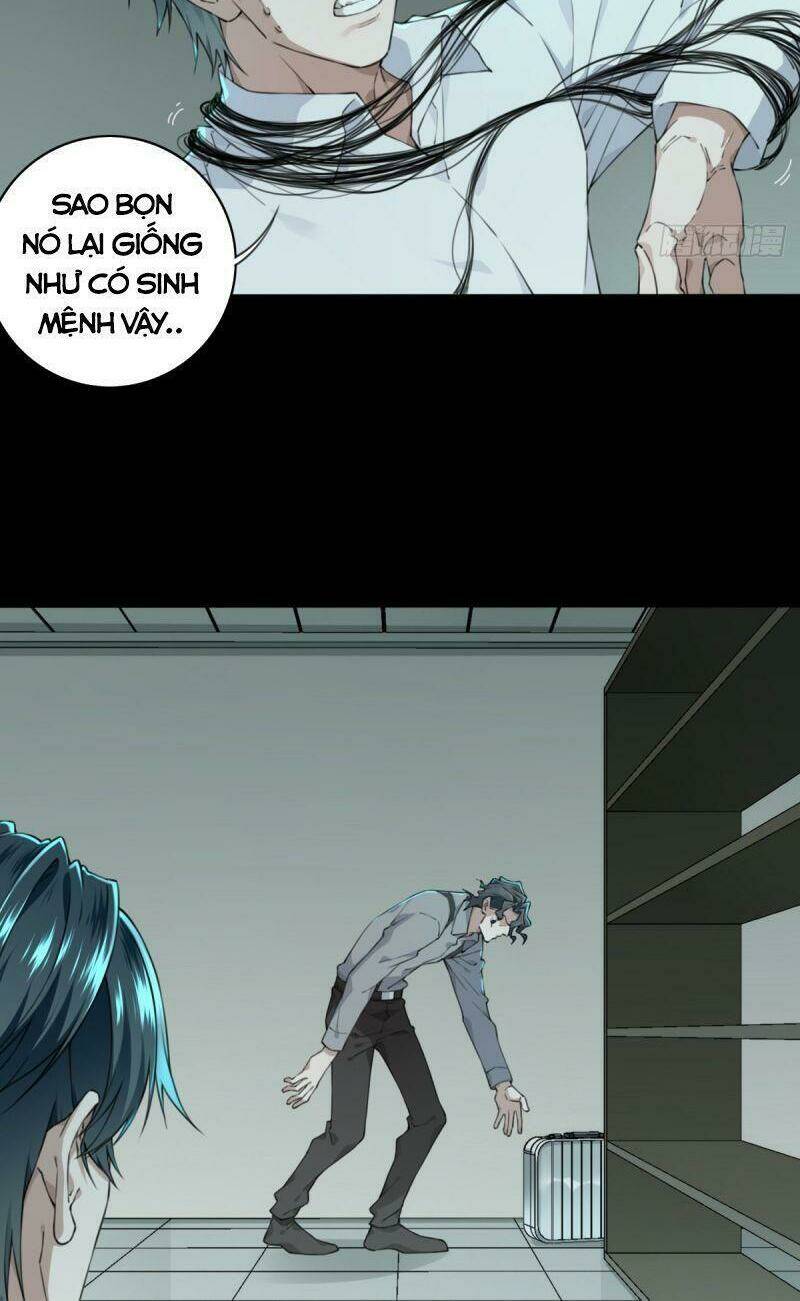 SAO BỌN
NÓ LẠI GIỐNG
NHƯ CÓ SINH
MỆNH VẬY..